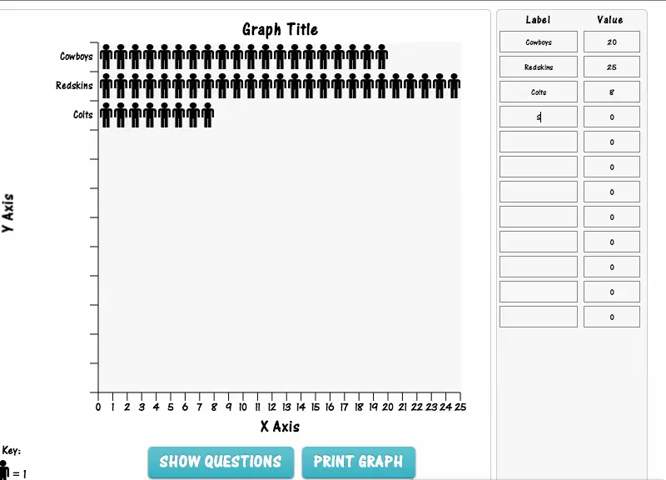 Graph Title
Cowboys
Redskins
Colts
Y Axis
0 1 2 3 4 5 6 7 8 9 10 11 12 13 14 15 16 17 18 19 20 21 22 23 24 25
X Axis
Key:
= 1
SHOW QUESTIONS
PRINT GRAPH
Label Value
Cowboys 20
Redskins 25
Colts 8
S 0
0
0
0
0
0
0
0
0